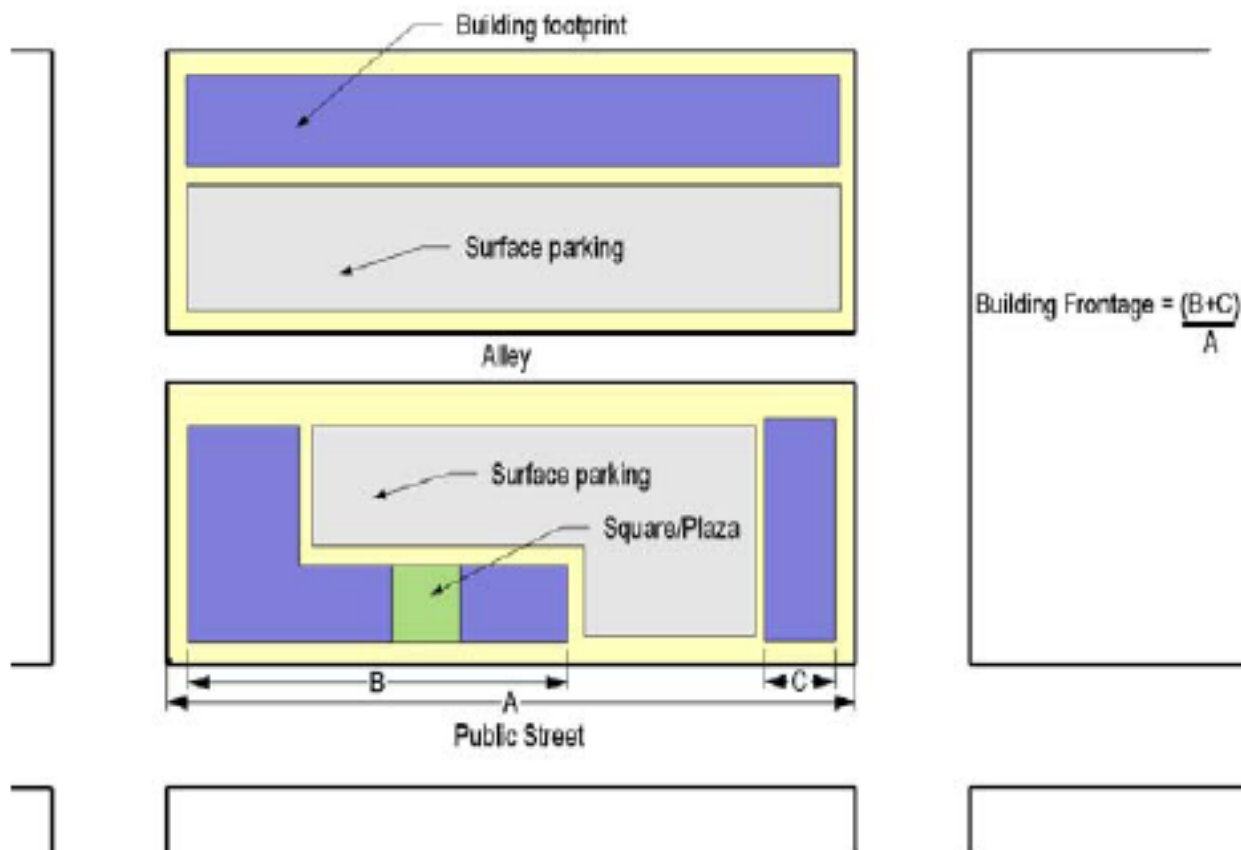 Building footprint
Surface parking
Building Frontage = (B+C)
A
Alley
Surface parking
Square/Plaza
B
C
A
Public Street